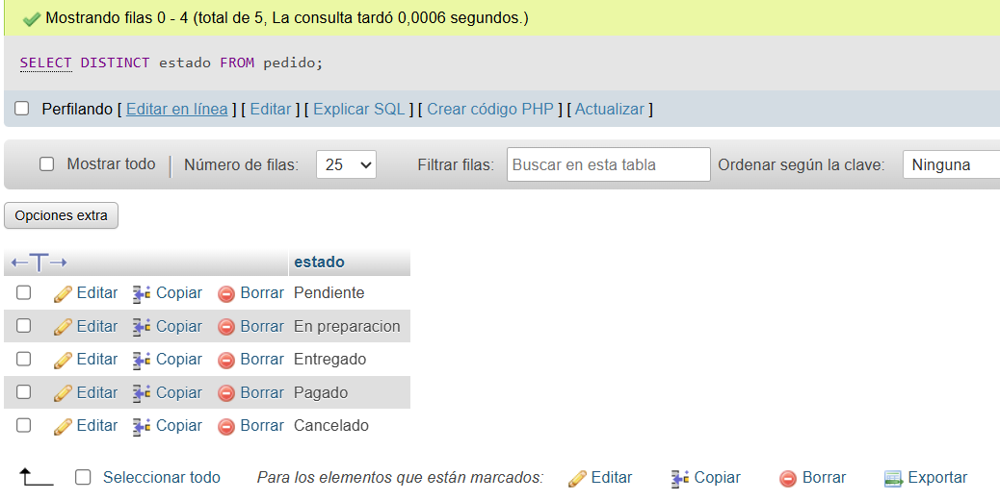 Mostrando filas 0 - 4 (total de 5, La consulta tardó 0,0006 segundos.)
SELECT DISTINCT estado FROM pedido;
Perfilando [ Editar en línea ] [ Editar ] [ Explicar SQL ] [ Crear código PHP ] [ Actualizar ]
Mostrar todo Número de filas: 25 Filtrar filas: Buscar en esta tabla Ordenar según la clave: Ninguna
Opciones extra
estado
Editar Copiar Borrar Pendiente
Editar Copiar Borrar En preparacion
Editar Copiar Borrar Entregado
Editar Copiar Borrar Pagado
Editar Copiar Borrar Cancelado
Seleccionar todo Para los elementos que están marcados: Editar Copiar Borrar Exportar